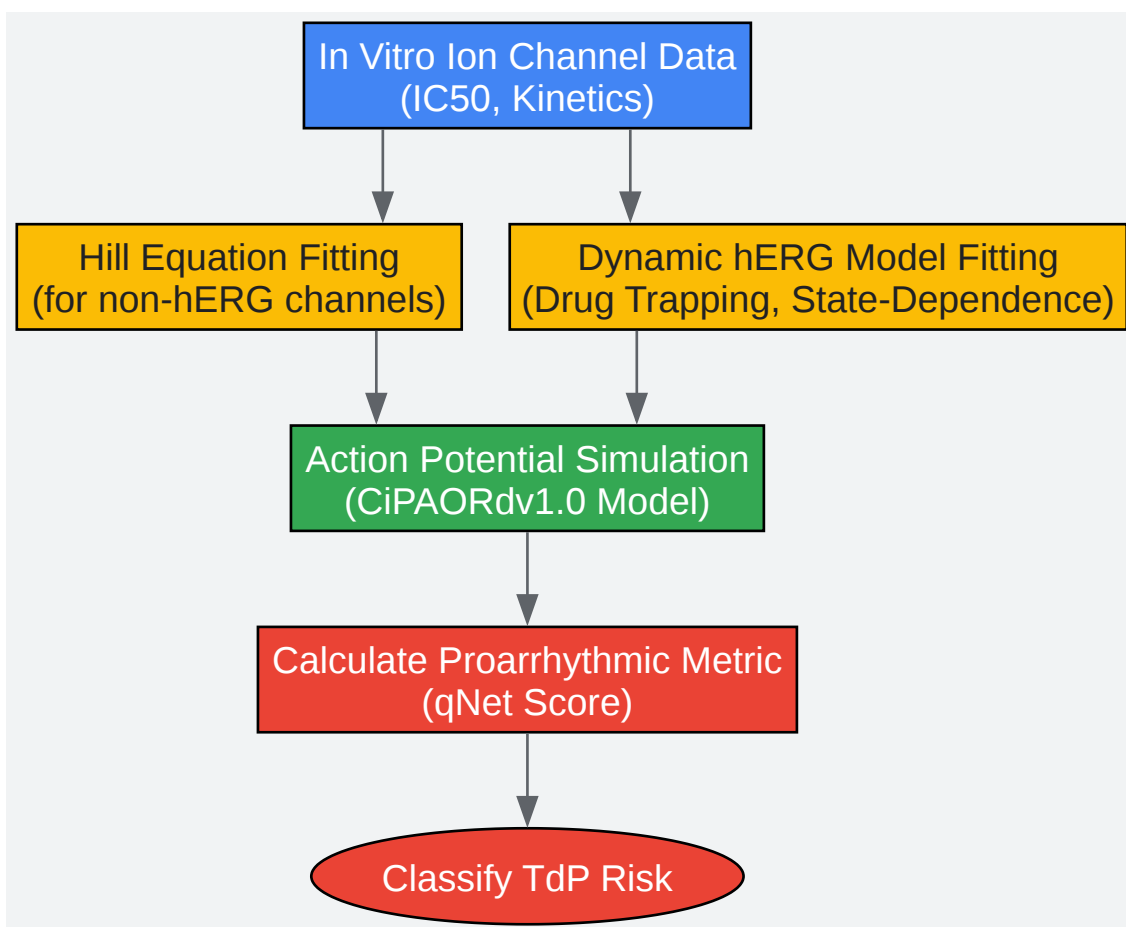 In Vitro Ion Channel Data
(IC50, Kinetics)
Hill Equation Fitting
(for non-hERG channels)
Dynamic hERG Model Fitting
(Drug Trapping, State-Dependence)
Action Potential Simulation
(CiPAORdv1.0 Model)
Calculate Proarrhythmic Metric
(qNet Score)
Classify TdP Risk